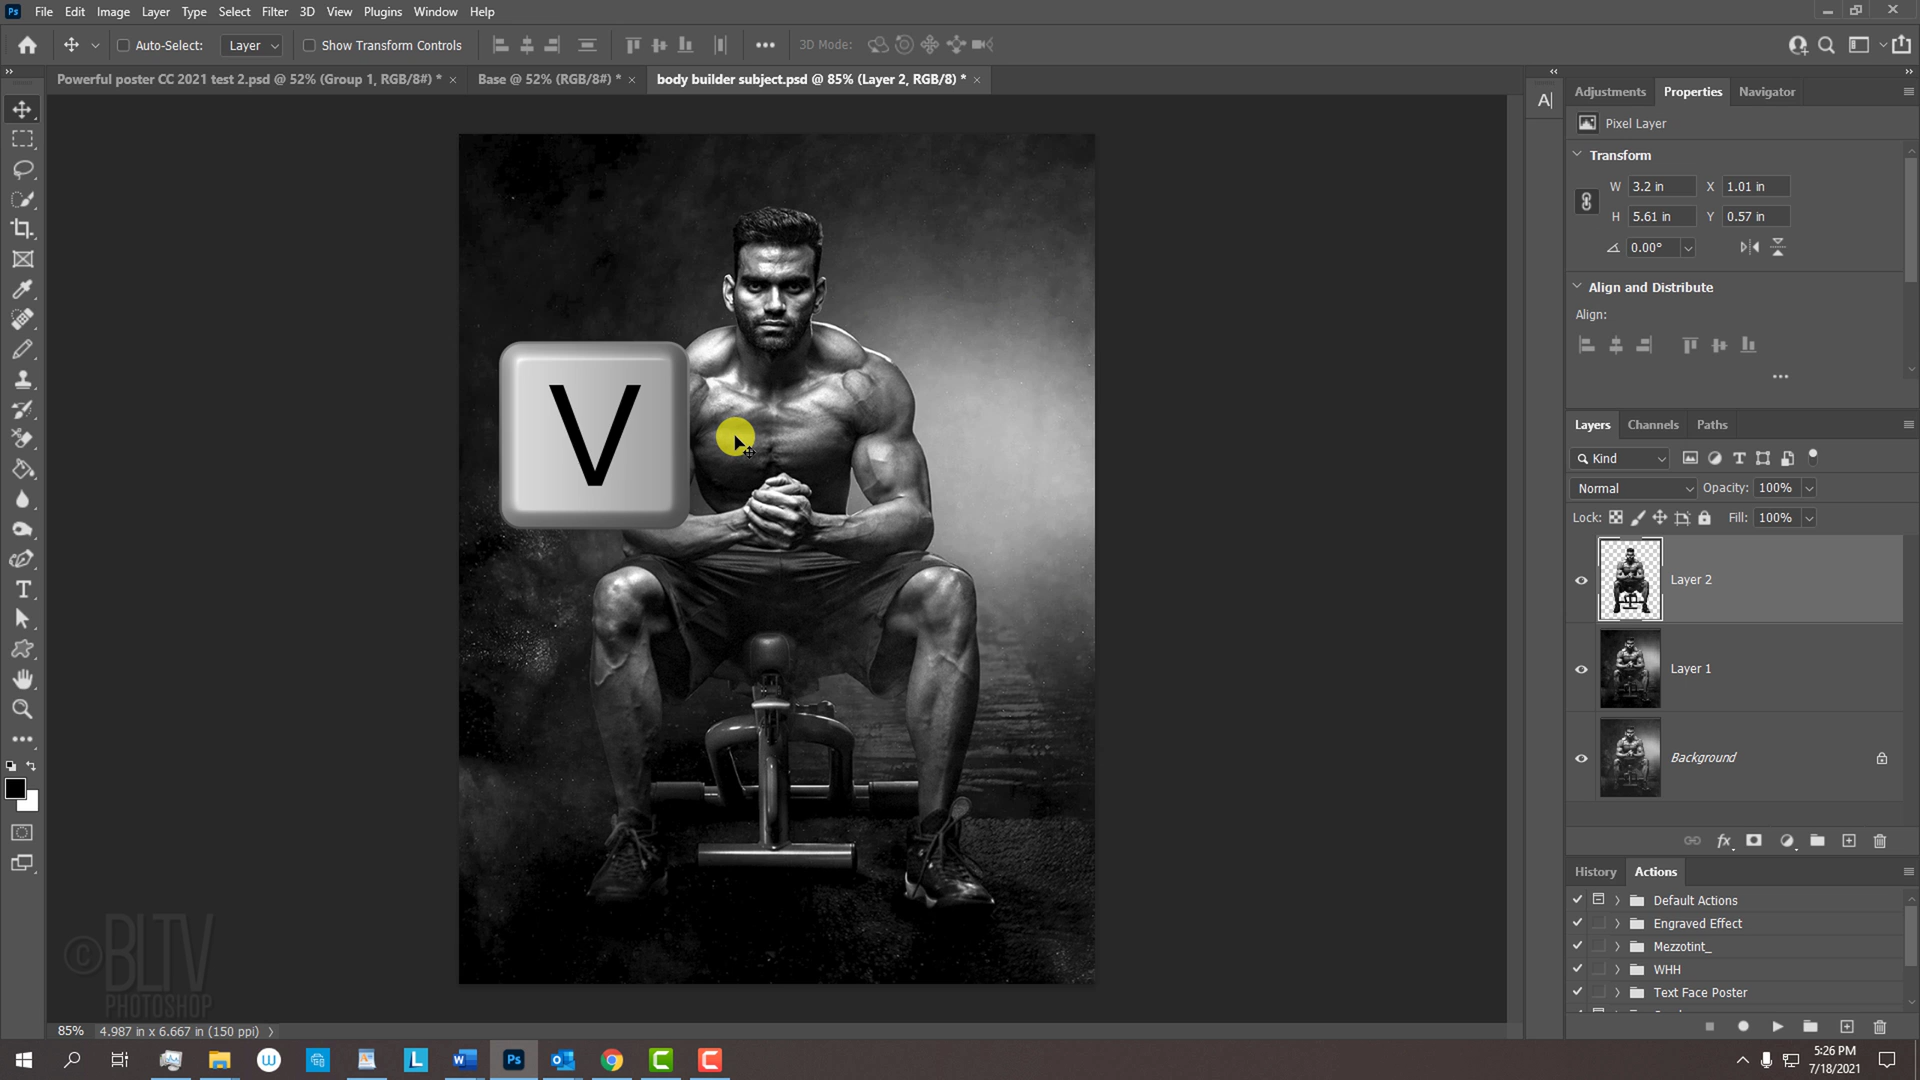 Ps File Edit Image Layer Type Select Filter 3D View Plugins Window Help
Auto-Select: Layer Show Transform Controls 3D Mode:
Powerful poster CC 2021 test 2.psd @ 52% (Group 1, RGB/8#) * × Base @ 52% (RGB/8#) * × body builder subject.psd @ 85% (Layer 2, RGB/8) * ×
A|
Adjustments Properties Navigator
Pixel Layer
Transform
W 3.2 in X 1.01 in
H 5.61 in Y 0.57 in
0.00°
Align and Distribute
Align:
V
Layers Channels Paths
Kind
Normal Opacity: 100%
Lock: Fill: 100%
Layer 2
Layer 1
Background
History Actions
Default Actions
Engraved Effect
Mezzotint_
WHH
Text Face Poster
©BLTV
PHOTOSHOP
85% 4.987 in x 6.667 in (150 ppi)
5:26 PM
7/18/2021